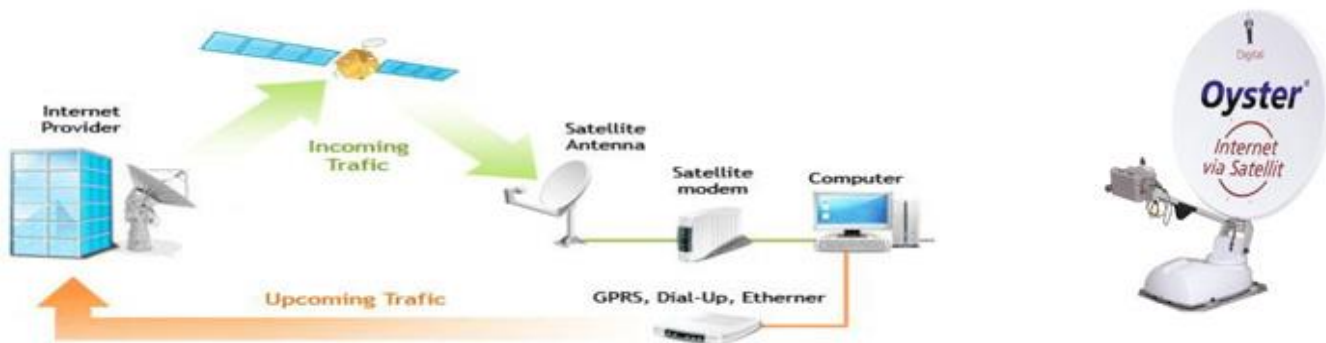 Internet
Provider
Incoming
Trafic
Satellite
Antenna
Satellite
modem
Computer
Upcoming Trafic
GPRS, Dial-Up, Etherner
Digital
Oyster®
Internet
via Satellit